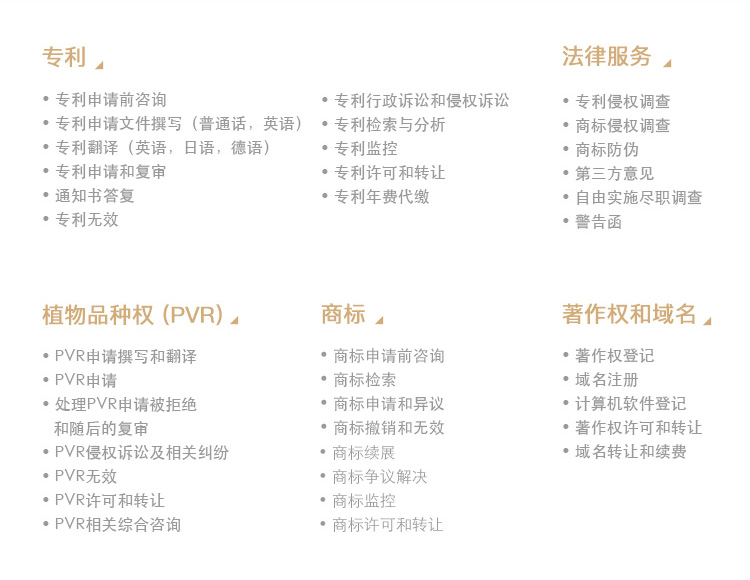 专利
• 专利申请前咨询
• 专利申请文件撰写（普通话，英语）
• 专利翻译（英语，日语，德语）
• 专利申请和复审
• 通知书答复
• 专利无效
• 专利行政诉讼和侵权诉讼
• 专利检索与分析
• 专利监控
• 专利许可和转让
• 专利年费代缴
法律服务
• 专利侵权调查
• 商标侵权调查
• 商标防伪
• 第三方意见
• 自由实施尽职调查
• 警告函
植物品种权 (PVR)
• PVR申请撰写和翻译
• PVR申请
• 处理PVR申请被拒绝
和随后的复审
• PVR侵权诉讼及相关纠纷
• PVR无效
• PVR许可和转让
• PVR相关综合咨询
商标
• 商标申请前咨询
• 商标检索
• 商标申请和异议
• 商标撤销和无效
• 商标续展
• 商标争议解决
• 商标监控
• 商标许可和转让
著作权和域名
• 著作权登记
• 域名注册
• 计算机软件登记
• 著作权许可和转让
• 域名转让和续费